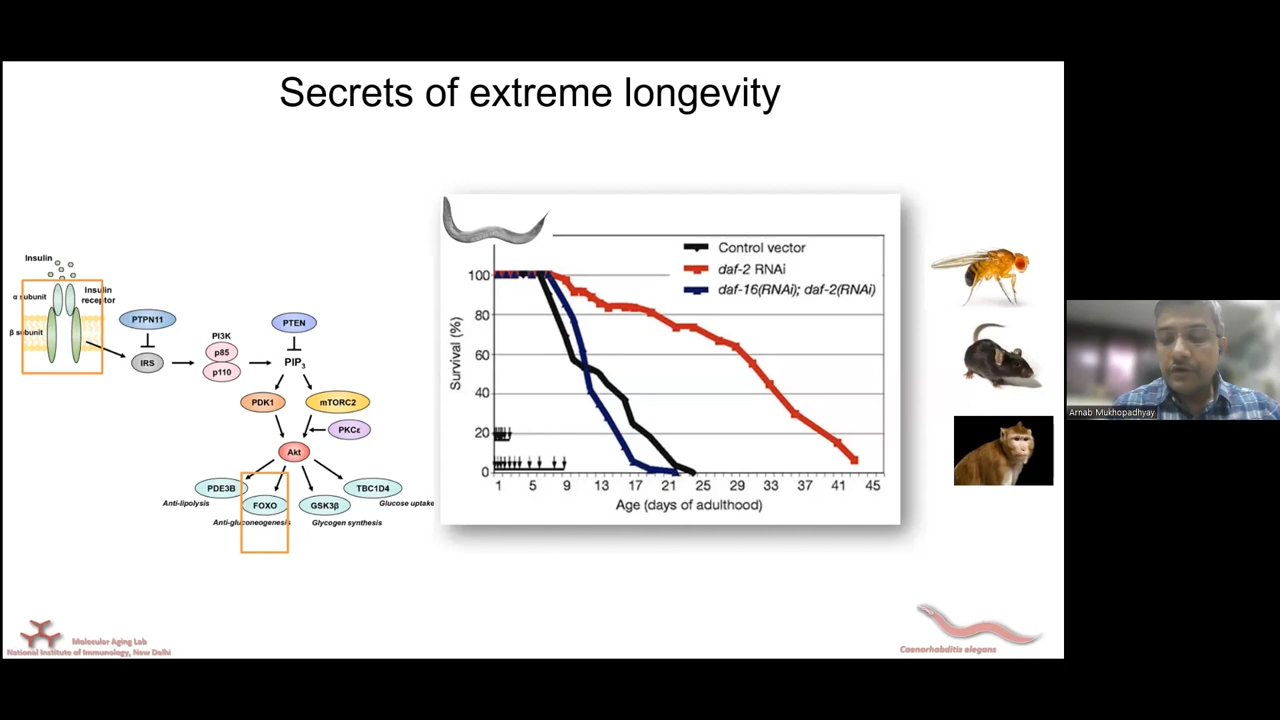 Secrets of extreme longevity
Insulin
α subunit
Insulin
receptor
β subunit
PTPN11
IRS
PI3K
p85
p110
PTEN
PIP3
PDK1
mTORC2
PKCε
Akt
PDE3B
FOXO
GSK3β
TBC1D4
Anti-lipolysis
Anti-gluconeogenesis
Glycogen synthesis
Glucose uptake
Control vector
daf-2 RNAi
daf-16(RNAi); daf-2(RNAi)
Survival (%)
100
80
60
40
20
0
1 5 9 13 17 21 25 29 33 37 41 45
Age (days of adulthood)
Arnab Mukhopadhyay
Molecular Aging Lab
National Institute of Immunology, New Delhi
Caenorhabditis elegans